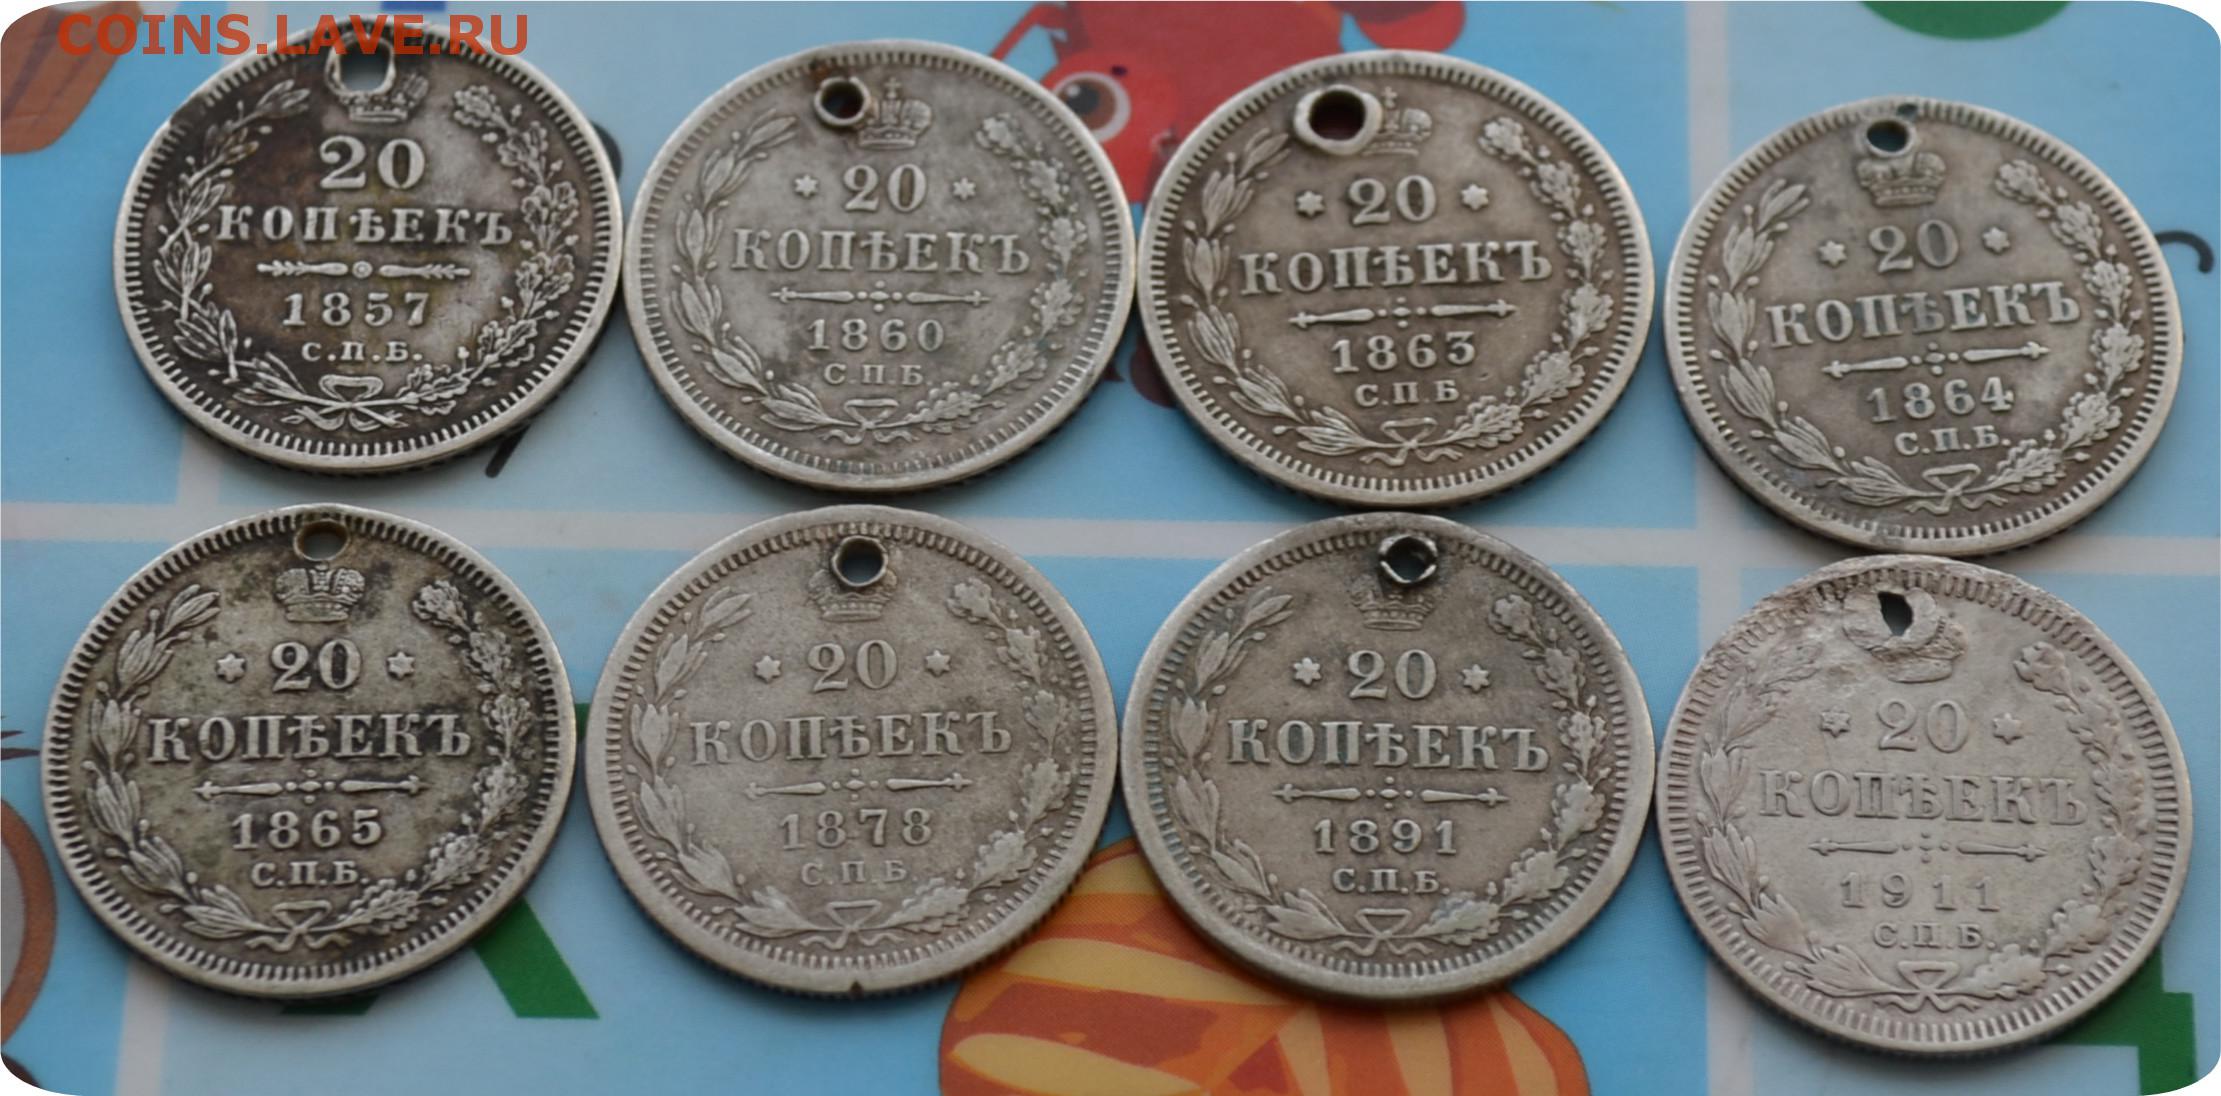 COINS.LAVE.RU
20
КОПѢЕКЪ
1857
С.П.Б.
* 20 *
КОПѢЕКЪ
1860
С.П.Б
* 20 *
КОПѢЕКЪ
1863
С.П.Б
* 20 *
КОПѢЕКЪ
1864
С.П.Б.
* 20 *
КОПѢЕКЪ
1865
С.П.Б.
* 20 *
КОПѢЕКЪ
1878
С.П.Б.
* 20 *
КОПѢЕКЪ
1891
С.П.Б.
* 20 *
КОПѢЕКЪ
1911
С.П.Б.